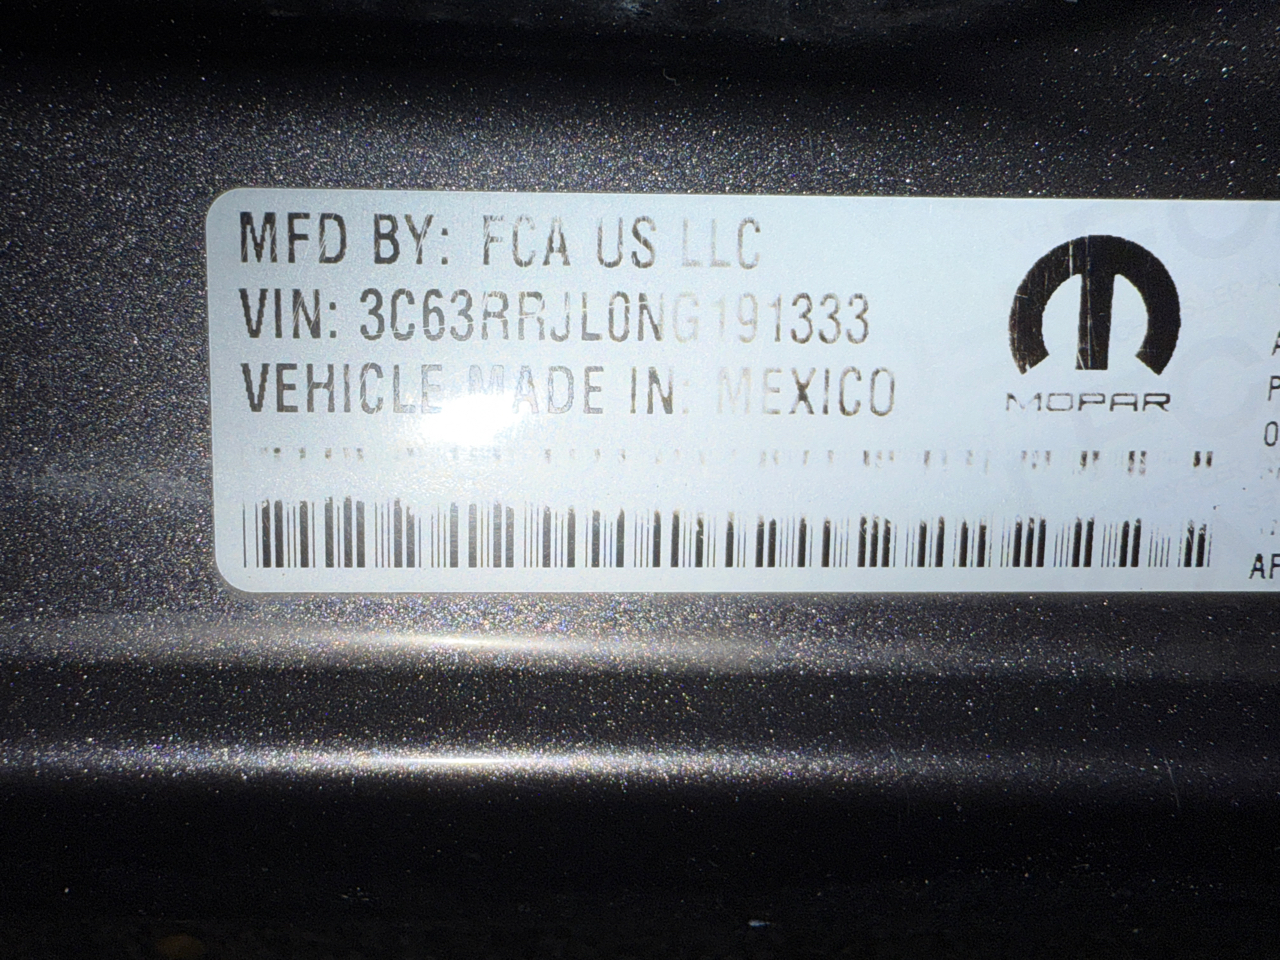 MFD BY: FCA US LLC
VIN: 3C63RRJL0NG191333
VEHICLE MADE IN: MEXICO
MOPAR